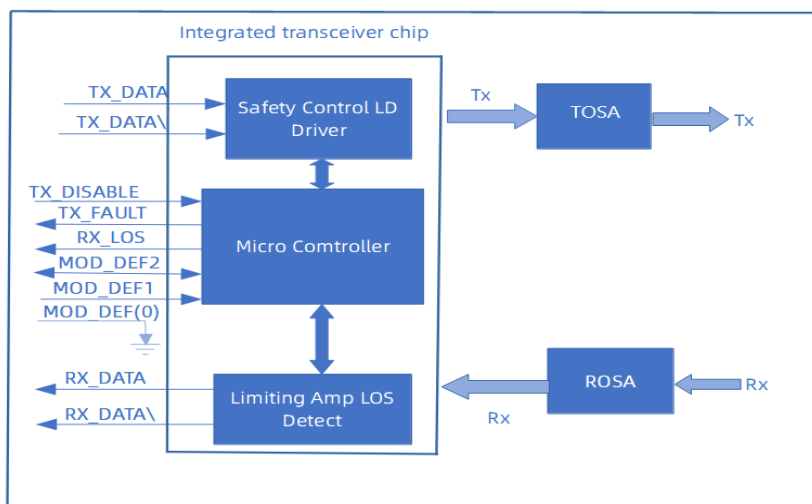 Integrated transceiver chip
TX_DATA
TX_DATA\
Safety Control LD
Driver
Tx
TOSA
Tx
TX_DISABLE
TX_FAULT
RX_LOS
MOD_DEF2
MOD_DEF1
MOD_DEF(0)
Micro Comtroller
RX_DATA
RX_DATA\
Limiting Amp LOS
Detect
Rx
ROSA
Rx